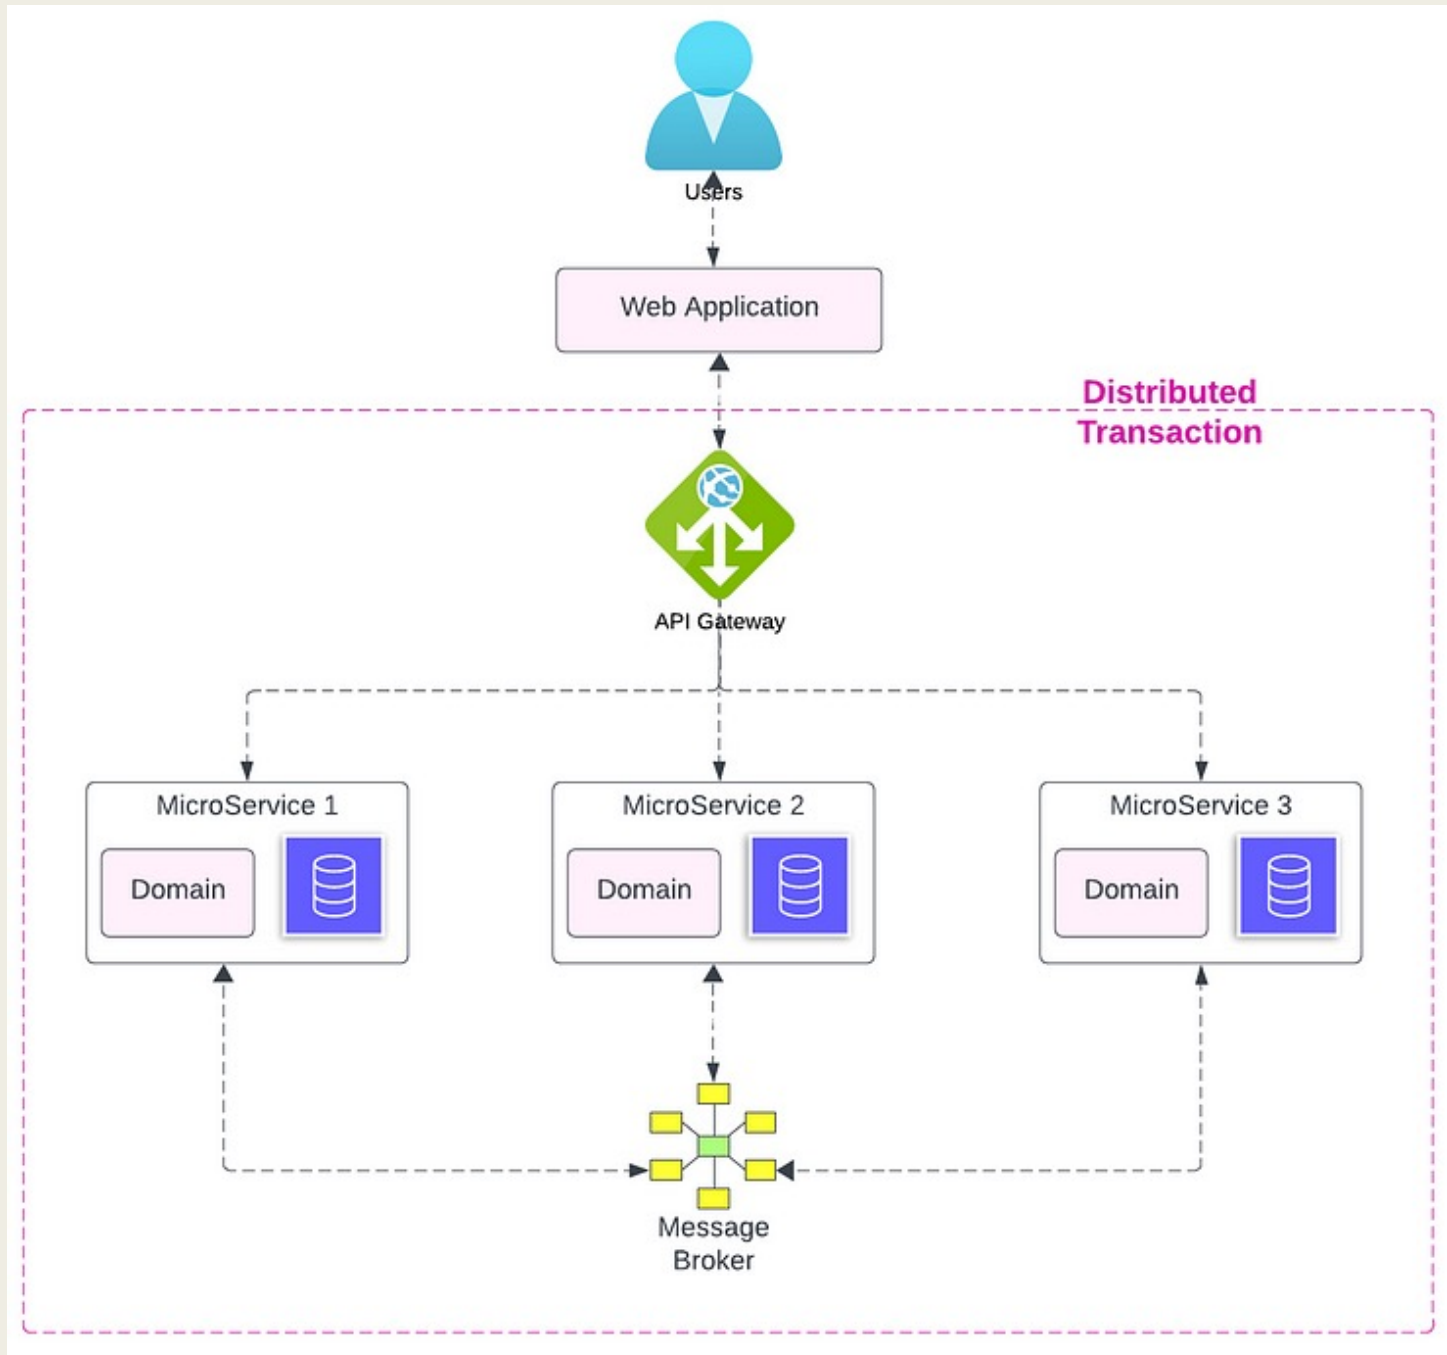 Users
Web Application
Distributed
Transaction
API Gateway
MicroService 1
Domain
MicroService 2
Domain
MicroService 3
Domain
Message
Broker